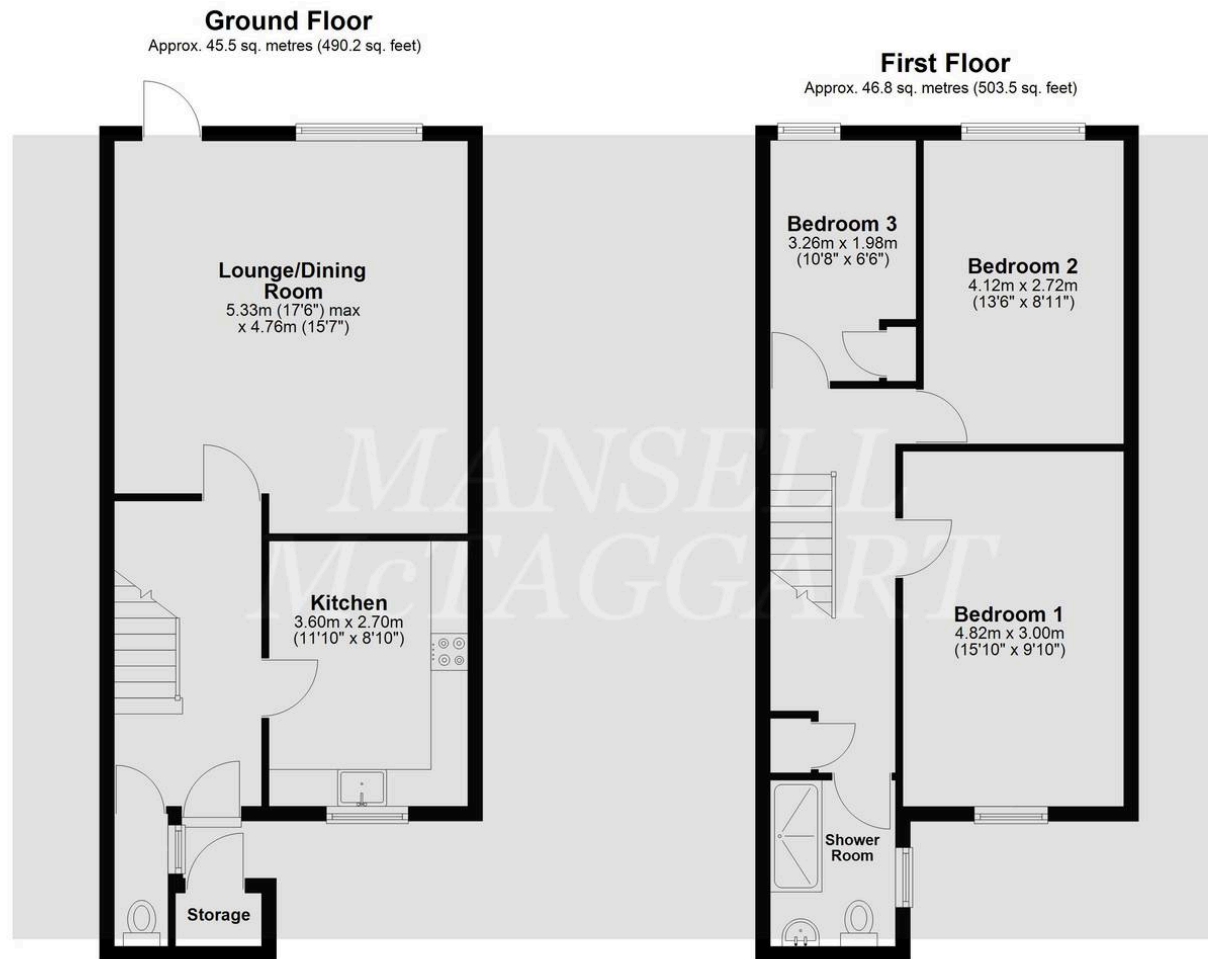 Ground Floor
Approx. 45.5 sq. metres (490.2 sq. feet)
Lounge/Dining
Room
5.33m (17'6") max
x 4.76m (15'7")
Kitchen
3.60m x 2.70m
(11'10" x 8'10")
Storage
First Floor
Approx. 46.8 sq. metres (503.5 sq. feet)
Bedroom 3
3.26m x 1.98m
(10'8" x 6'6")
Bedroom 2
4.12m x 2.72m
(13'6" x 8'11")
Bedroom 1
4.82m x 3.00m
(15'10" x 9'10")
Shower
Room
MANSELL
McTAGGART